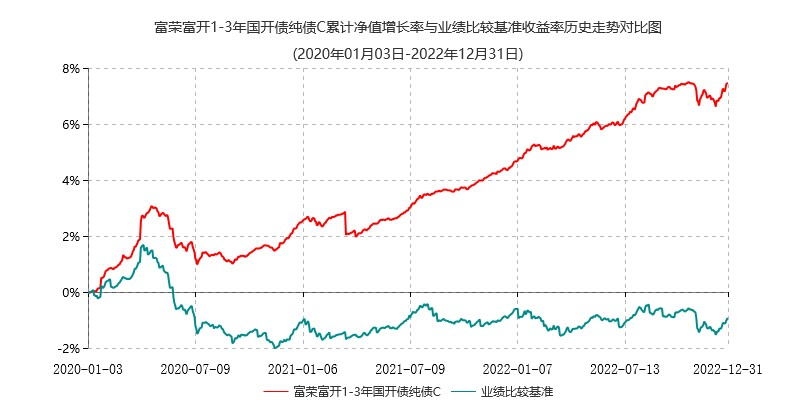 富荣富开1-3年国开债纯债C累计净值增长率与业绩比较基准收益率历史走势对比图
(2020年01月03日-2022年12月31日)
8%
6%
4%
2%
0%
-2%
2020-01-03 2020-07-09 2021-01-06 2021-07-09 2022-01-07 2022-07-13 2022-12-31
富荣富开1-3年国开债纯债C 业绩比较基准